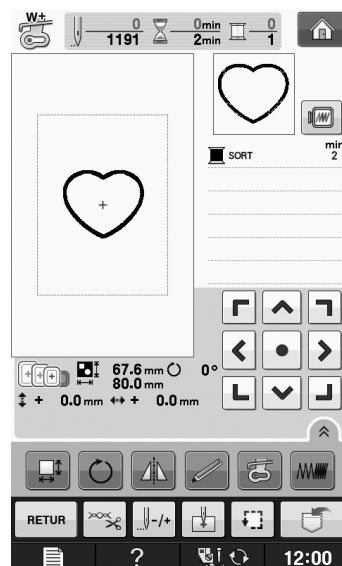 W+ 0 1191 0min 2min 0 1
min
SORT 2
67.6 mm 0°
80.0 mm
+ 0.0 mm + 0.0 mm
RETUR -/+
? 12:00